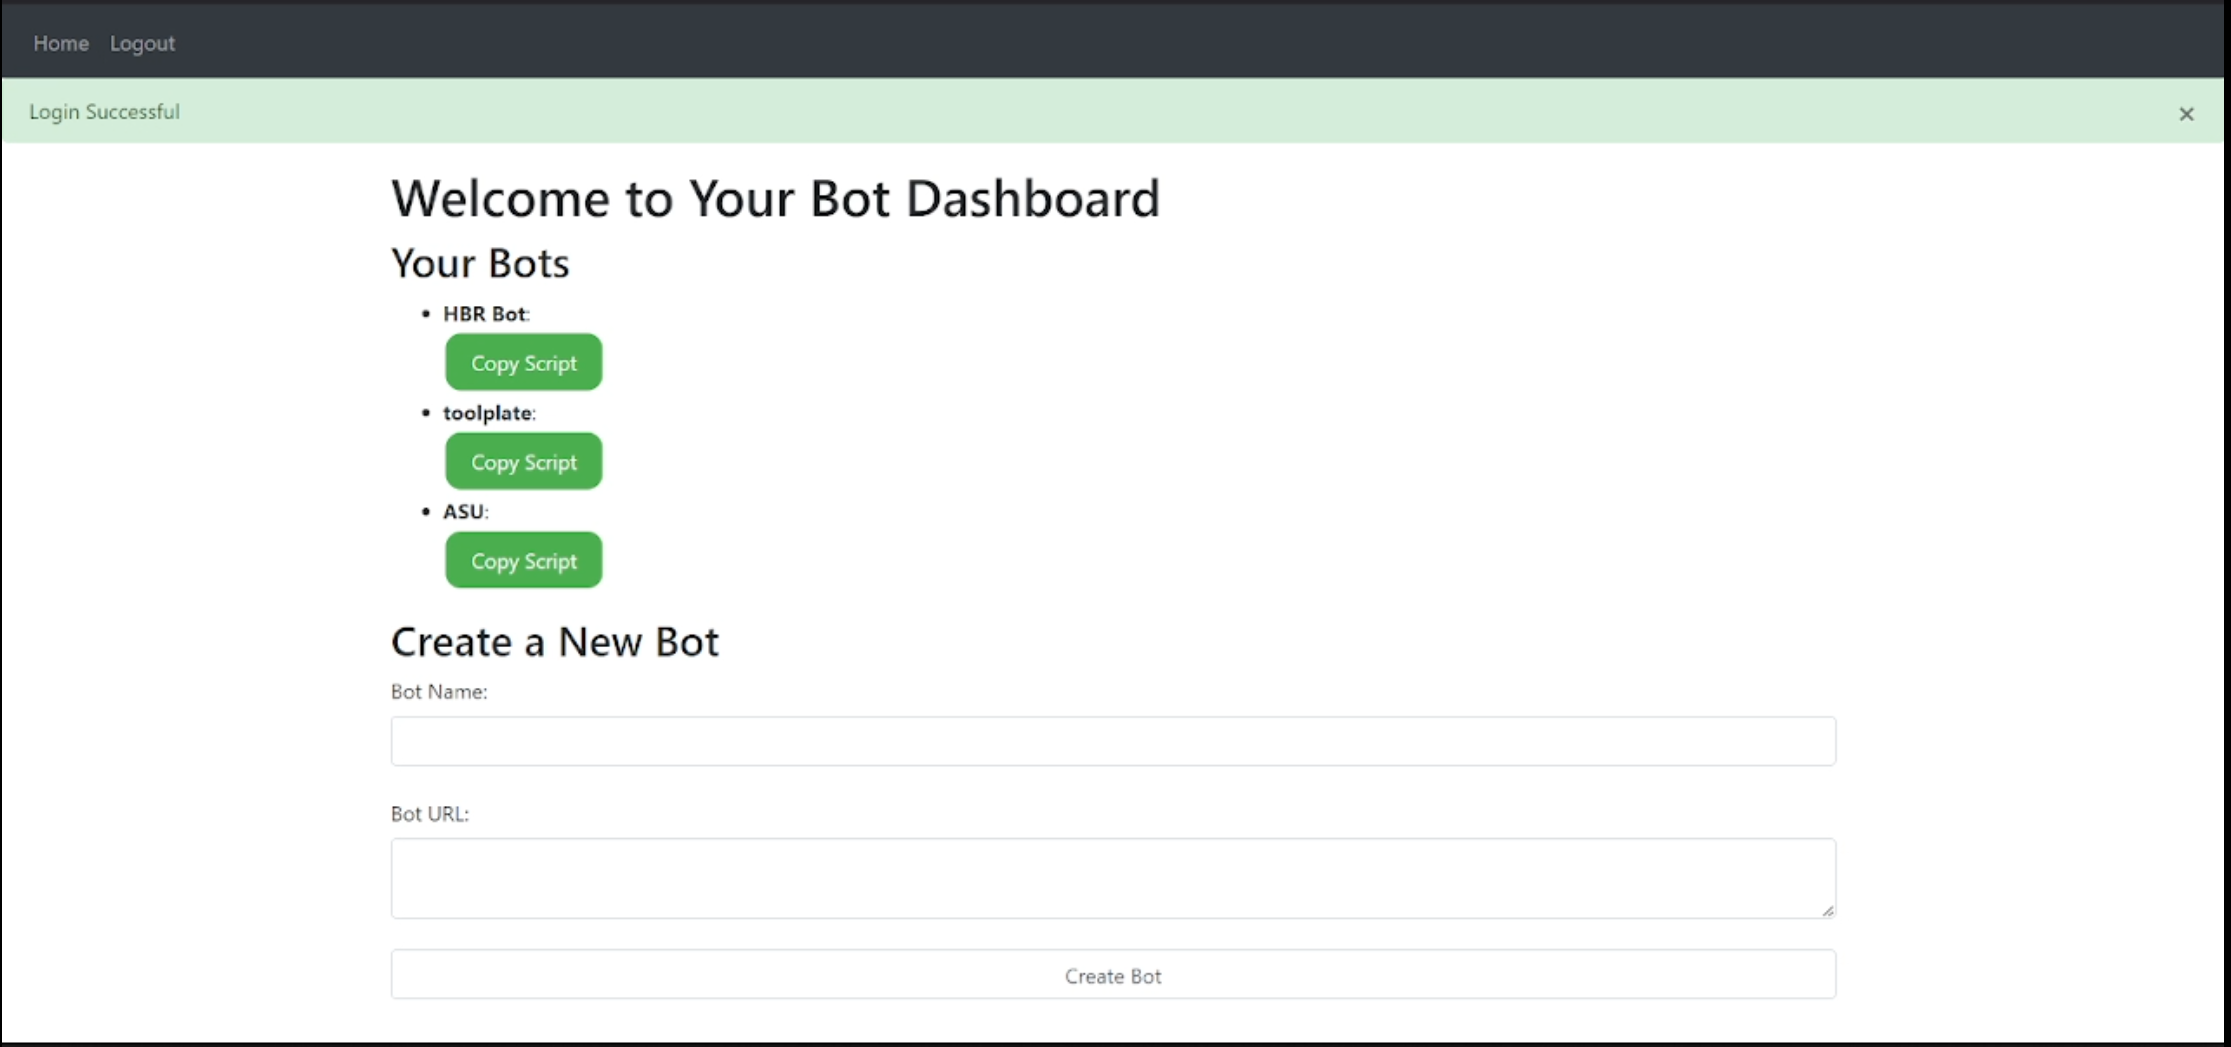 Home Logout
Login Successful ×
Welcome to Your Bot Dashboard
Your Bots
• HBR Bot:
Copy Script
• toolplate:
Copy Script
• ASU:
Copy Script
Create a New Bot
Bot Name:
Bot URL:
Create Bot